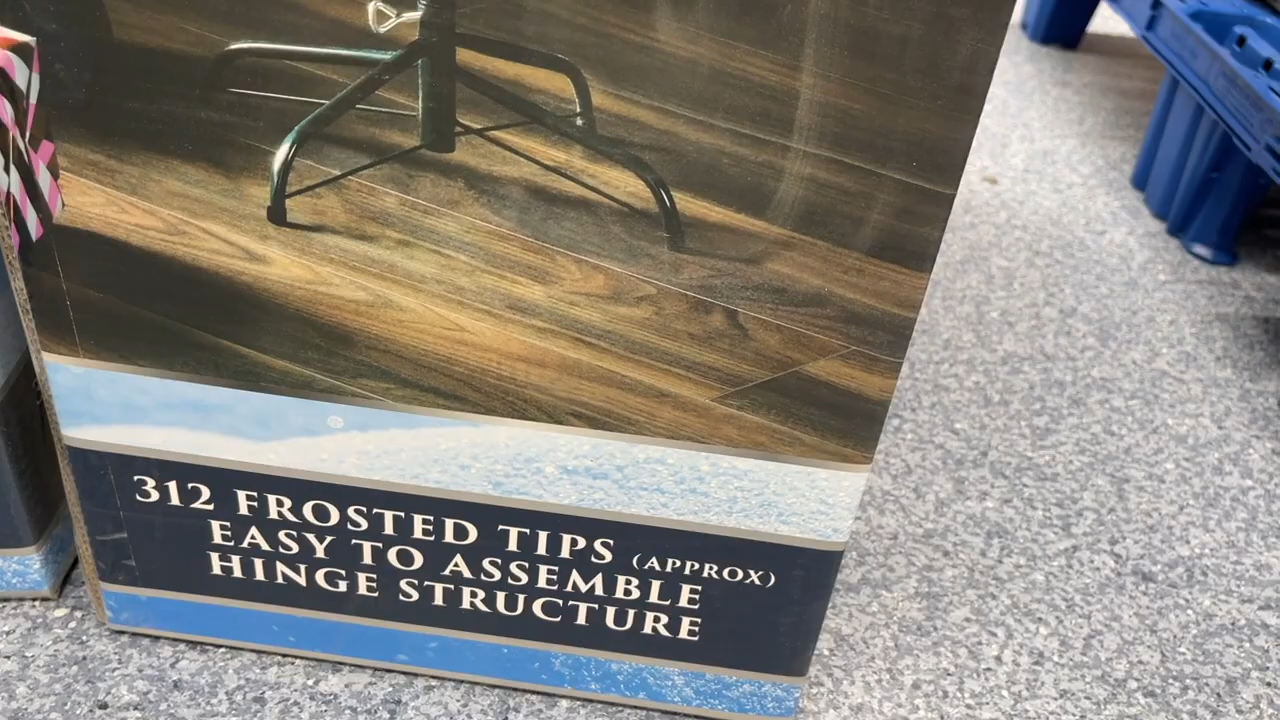 312 FROSTED TIPS (APPROX)
EASY TO ASSEMBLE
HINGE STRUCTURE